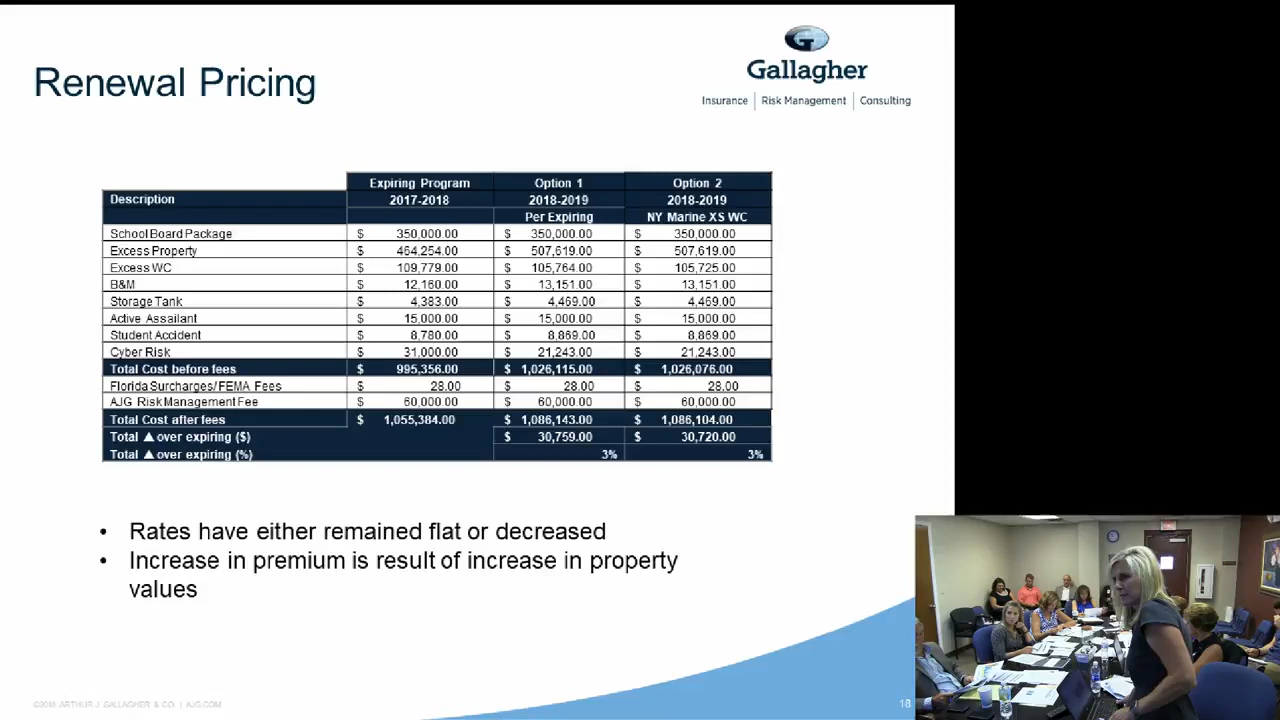 Renewal Pricing
Gallagher
Insurance | Risk Management | Consulting
Expiring Program Option 1 Option 2
Description 2017-2018 2018-2019 2018-2019
Per Expiring NY Marine XS WC
School Board Package $ 350,000.00 $ 350,000.00 $ 350,000.00
Excess Property $ 464,254.00 $ 507,619.00 $ 507,619.00
Excess WC $ 109,779.00 $ 105,764.00 $ 105,725.00
B&M $ 12,160.00 $ 13,151.00 $ 13,151.00
Storage Tank $ 4,383.00 $ 4,469.00 $ 4,469.00
Active Assailant $ 15,000.00 $ 15,000.00 $ 15,000.00
Student Accident $ 8,780.00 $ 8,869.00 $ 8,869.00
Cyber Risk $ 31,000.00 $ 21,243.00 $ 21,243.00
Total Cost before fees $ 995,356.00 $ 1,026,115.00 $ 1,026,076.00
Florida Surcharges/FEMA Fees $ 28.00 $ 28.00 $ 28.00
AJG Risk Management Fee $ 60,000.00 $ 60,000.00 $ 60,000.00
Total Cost after fees $ 1,055,384.00 $ 1,086,143.00 $ 1,086,104.00
Total ▲ over expiring ($) $ 30,759.00 $ 30,720.00
Total ▲ over expiring (%) 3% 3%
• Rates have either remained flat or decreased
• Increase in premium is result of increase in property
values
ARTHUR J. GALLAGHER & CO. | AJG.COM
18